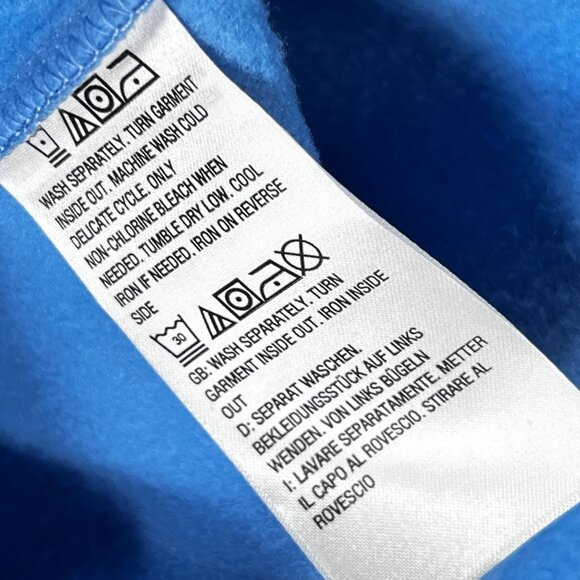 WASH SEPARATELY. TURN GARMENT
INSIDE OUT. MACHINE WASH COLD
DELICATE CYCLE. ONLY
NON-CHLORINE BLEACH WHEN
NEEDED. TUMBLE DRY LOW. COOL
IRON IF NEEDED. IRON ON REVERSE
SIDE
30
GB: WASH SEPARATELY. TURN
GARMENT INSIDE OUT. IRON INSIDE
OUT
D: SEPARAT WASCHEN.
BEKLEIDUNGSSTÜCK AUF LINKS
WENDEN. VON LINKS BÜGELN
I: LAVARE SEPARATAMENTE. METTER
IL CAPO AL ROVESCIO. STIRARE AL
ROVESCIO